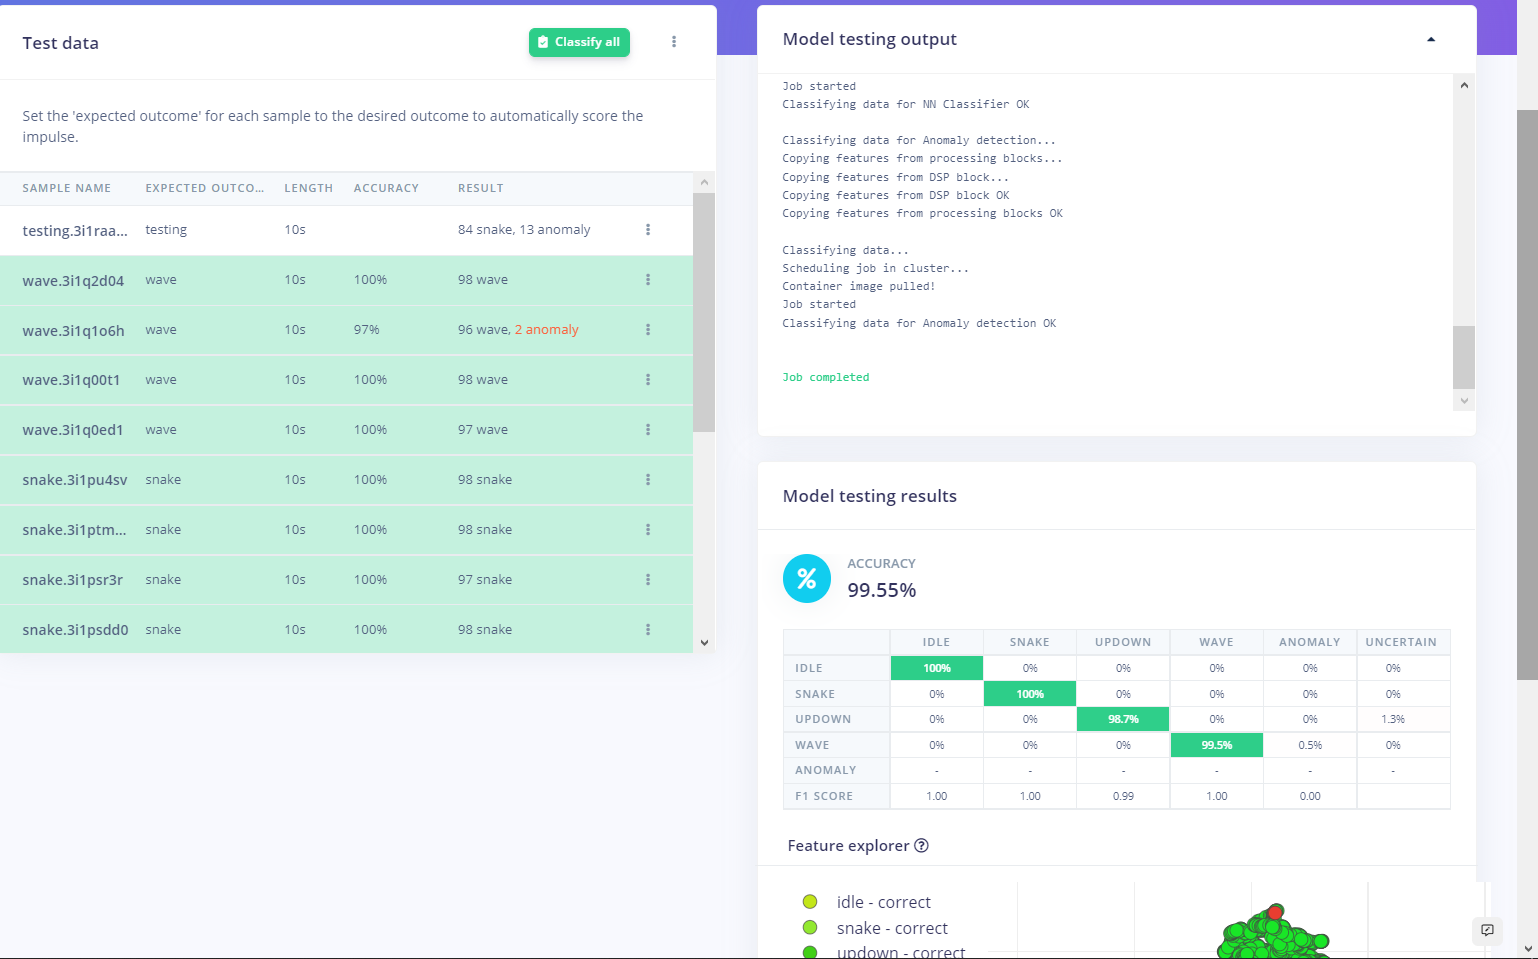 Test data
Classify all
Set the 'expected outcome' for each sample to the desired outcome to automatically score the
impulse.
SAMPLE NAME EXPECTED OUTCO... LENGTH ACCURACY RESULT
testing.3i1raa... testing 10s 84 snake, 13 anomaly
wave.3i1q2d04 wave 10s 100% 98 wave
wave.3i1q1o6h wave 10s 97% 96 wave, 2 anomaly
wave.3i1q00t1 wave 10s 100% 98 wave
wave.3i1q0ed1 wave 10s 100% 97 wave
snake.3i1pu4sv snake 10s 100% 98 snake
snake.3i1ptm... snake 10s 100% 98 snake
snake.3i1psr3r snake 10s 100% 97 snake
snake.3i1psdd0 snake 10s 100% 98 snake
Model testing output
Job started
Classifying data for NN Classifier OK
Classifying data for Anomaly detection...
Copying features from processing blocks...
Copying features from DSP block...
Copying features from DSP block OK
Copying features from processing blocks OK
Classifying data...
Scheduling job in cluster...
Container image pulled!
Job started
Classifying data for Anomaly detection OK
Job completed
Model testing results
%
ACCURACY
99.55%
IDLE SNAKE UPDOWN WAVE ANOMALY UNCERTAIN
IDLE 100% 0% 0% 0% 0% 0%
SNAKE 0% 100% 0% 0% 0% 0%
UPDOWN 0% 0% 98.7% 0% 0% 1.3%
WAVE 0% 0% 0% 99.5% 0.5% 0%
ANOMALY - - - - - -
F1 SCORE 1.00 1.00 0.99 1.00 0.00
Feature explorer ?
idle - correct
snake - correct
updown - correct